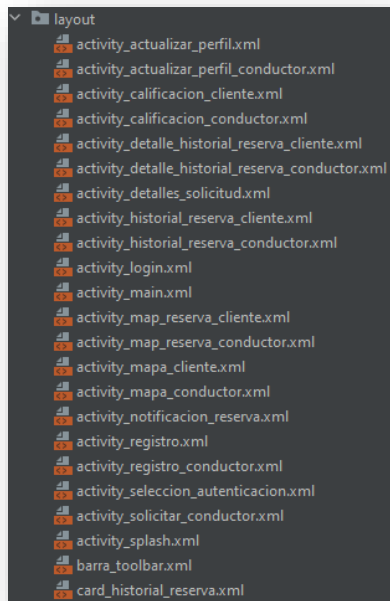 layout
activity_actualizar_perfil.xml
activity_actualizar_perfil_conductor.xml
activity_calificacion_cliente.xml
activity_calificacion_conductor.xml
activity_detalle_historial_reserva_cliente.xml
activity_detalle_historial_reserva_conductor.xml
activity_detalles_solicitud.xml
activity_historial_reserva_cliente.xml
activity_historial_reserva_conductor.xml
activity_login.xml
activity_main.xml
activity_map_reserva_cliente.xml
activity_map_reserva_conductor.xml
activity_mapa_cliente.xml
activity_mapa_conductor.xml
activity_notificacion_reserva.xml
activity_registro.xml
activity_registro_conductor.xml
activity_seleccion_autenticacion.xml
activity_solicitar_conductor.xml
activity_splash.xml
barra_toolbar.xml
card_historial_reserva.xml